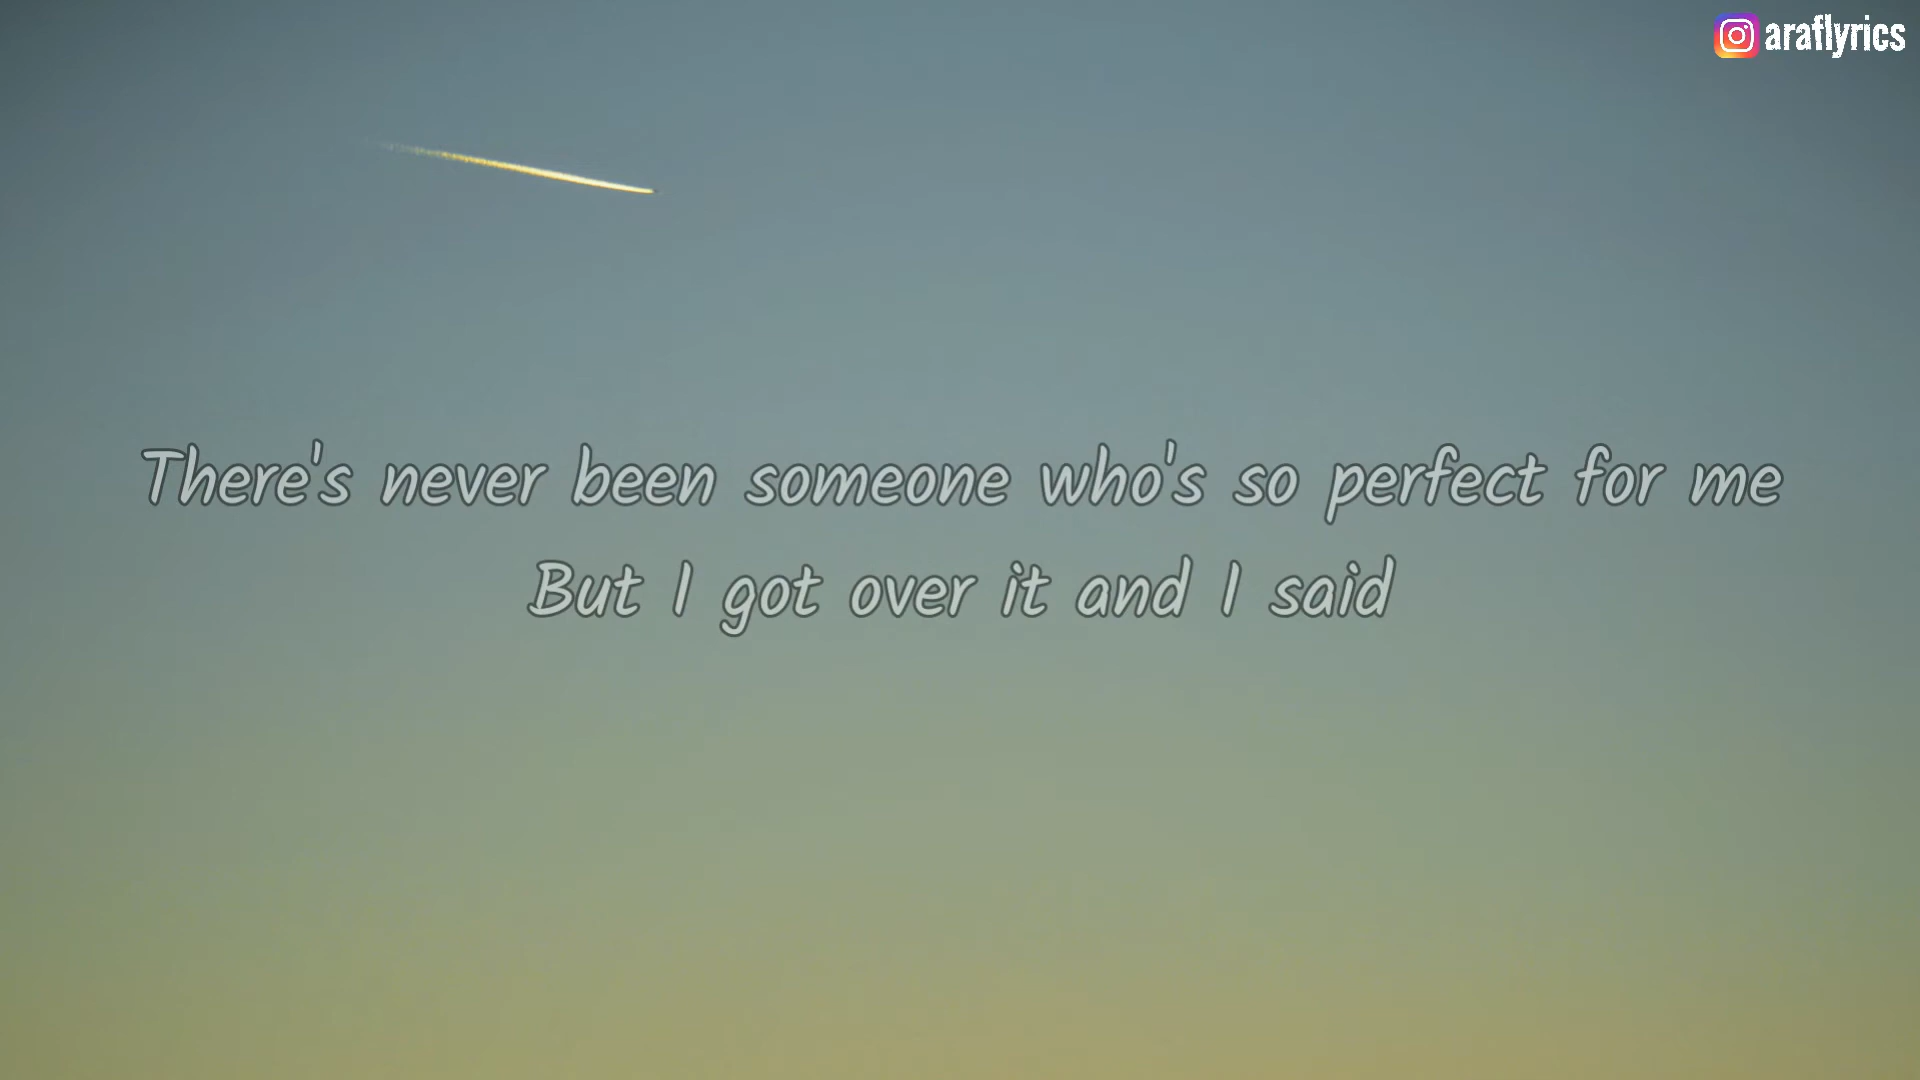 araflyrics
There's never been someone who's so perfect for me
But I got over it and I said